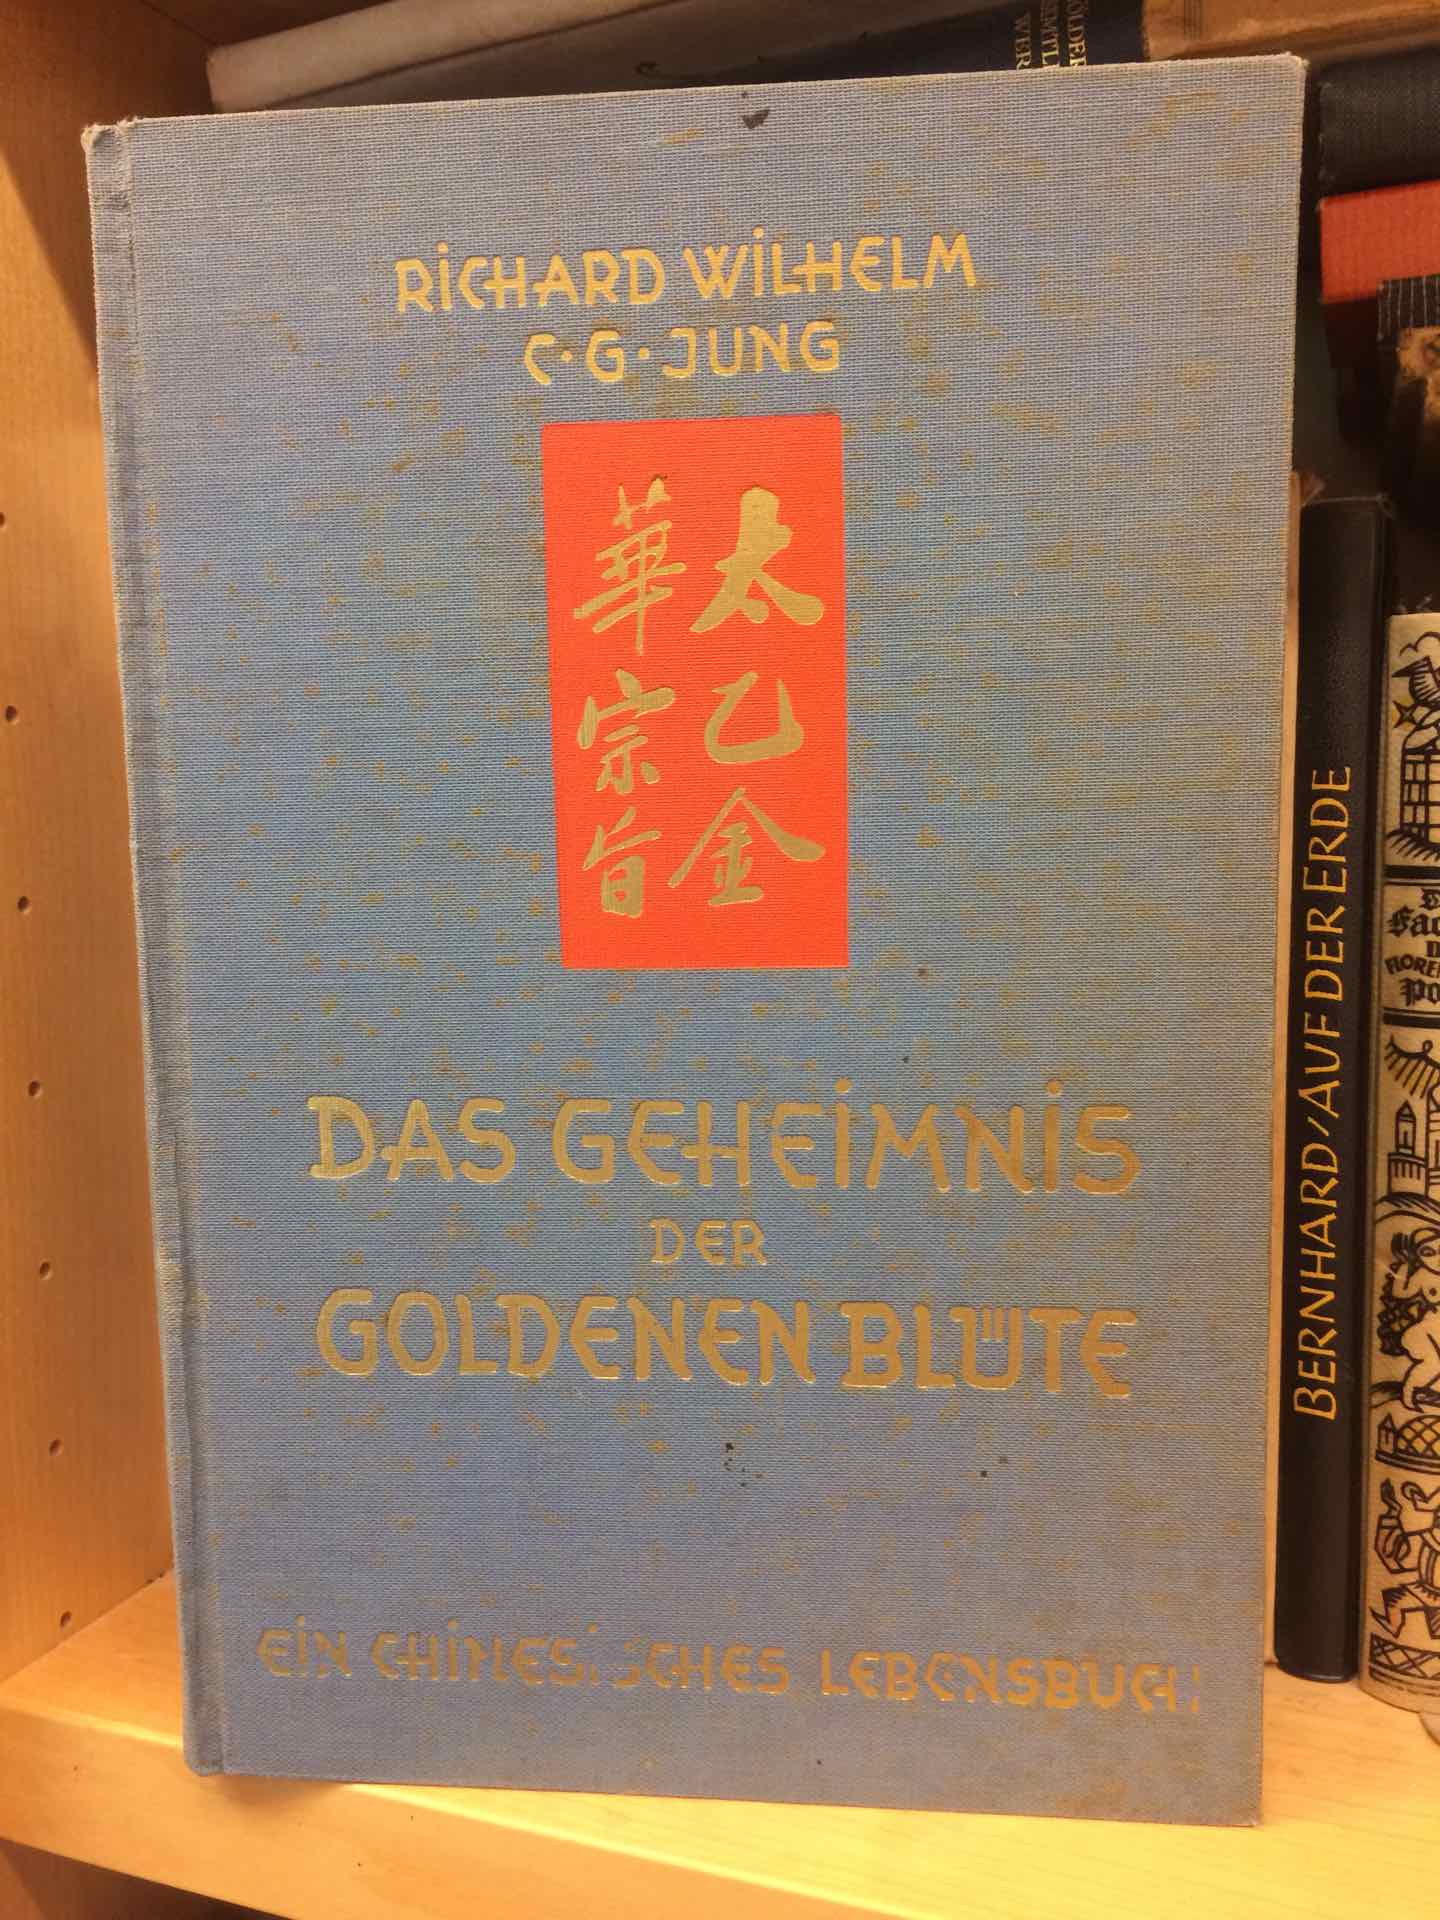 RICHARD WILHELM
C·G·JUNG
太乙金
華宗旨
DAS GEHEIMNIS
DER
GOLDENEN BLÜTE
EIN CHINESISCHES LEBENSBUCH
BERNHARD/AUF DER ERDE